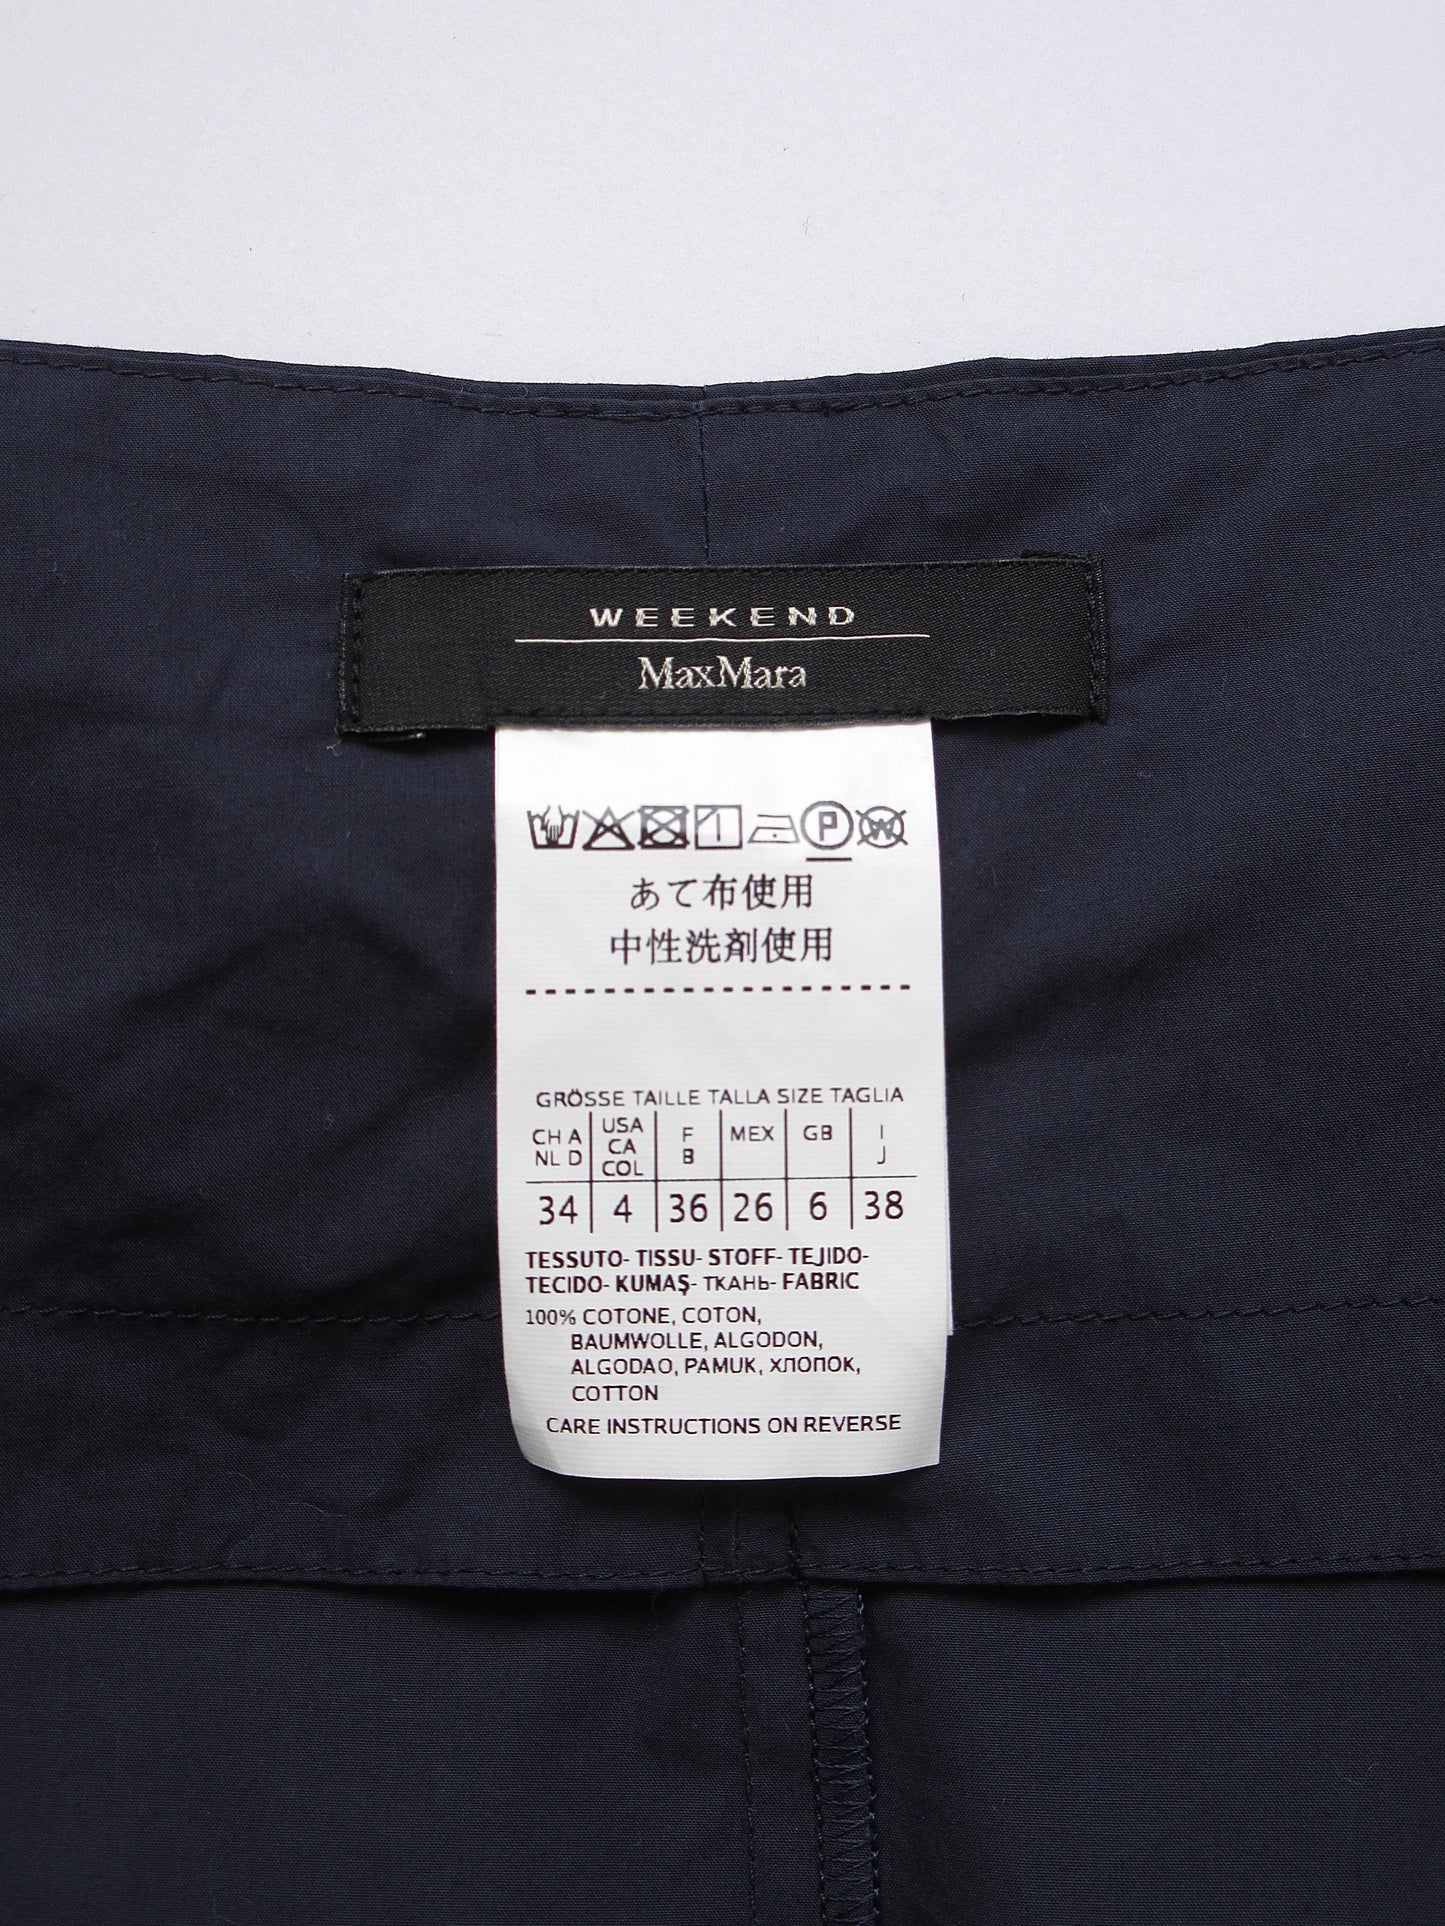 WEEKEND
MaxMara
P W
あて布使用
中性洗剤使用
GRÖSSE TAILLE TALLA SIZE TAGLIA
CH A NL D USA CA COL F B MEX GB I J
34 4 36 26 6 38
TESSUTO- TISSU- STOFF- TEJIDO-
TECIDO- KUMAŞ- ТКАНЬ- FABRIC
100% COTONE, COTON,
BAUMWOLLE, ALGODON,
ALGODAO, PAMUK, ХЛОПОК,
COTTON
CARE INSTRUCTIONS ON REVERSE